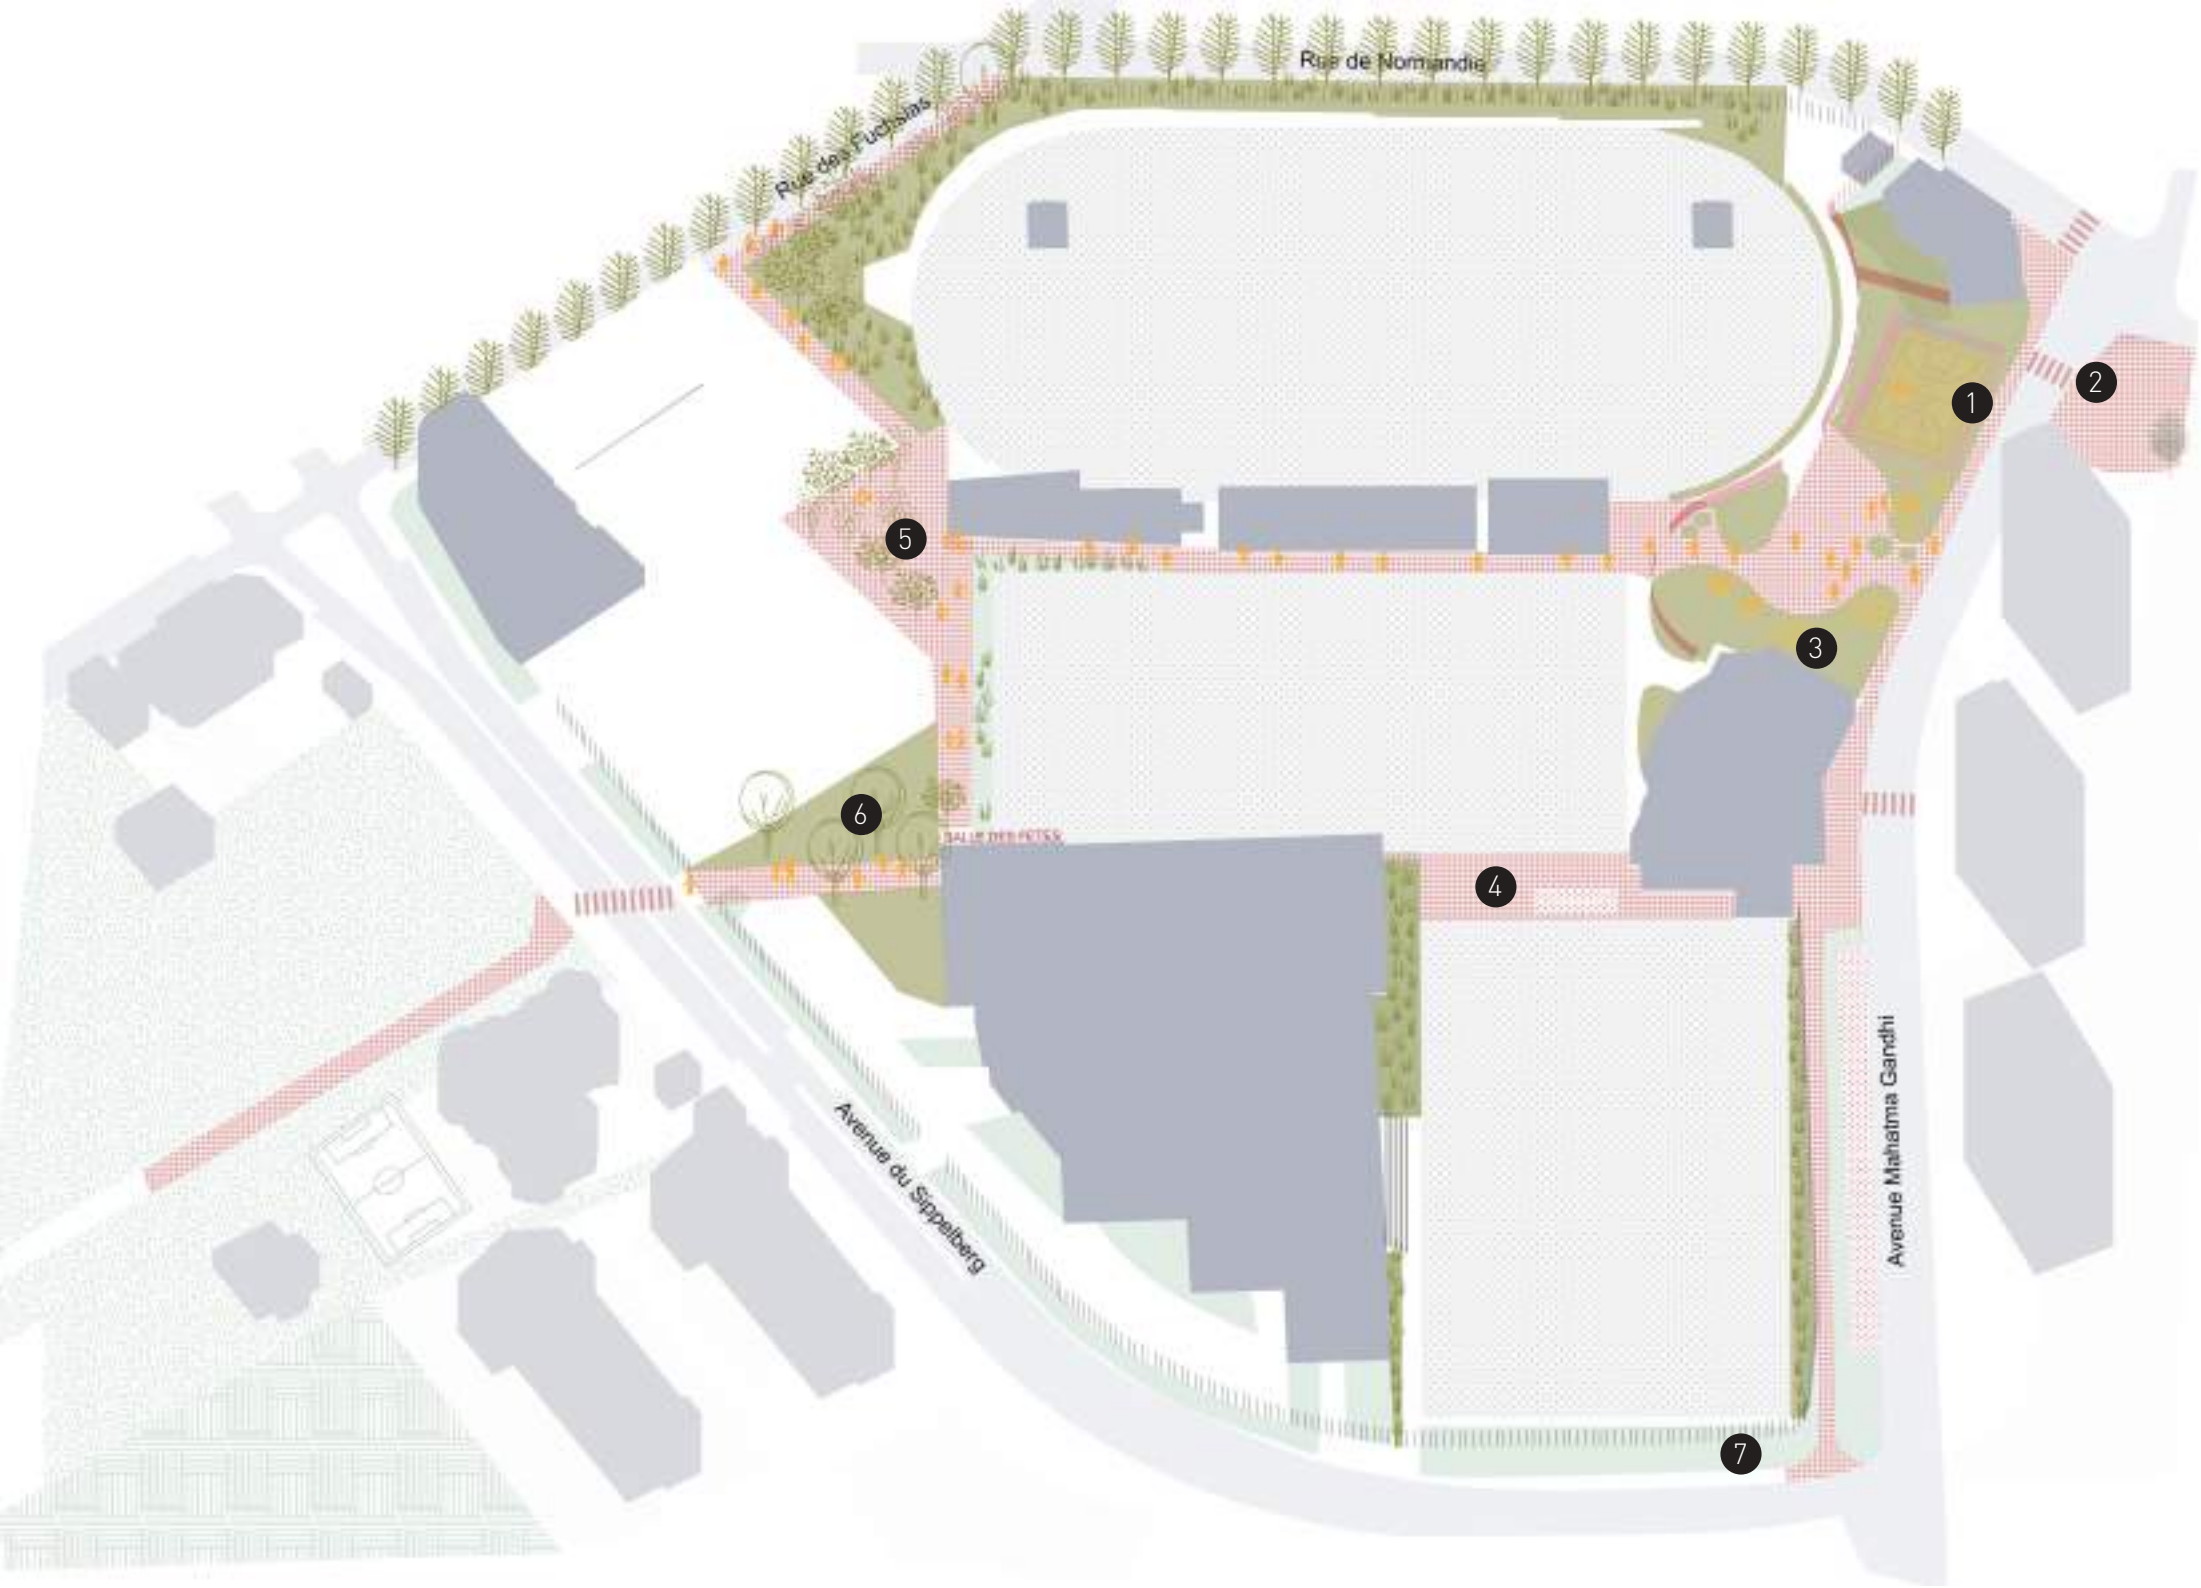 Rue de Normandie
Rue des Fuchsias
1
2
3
4
5
6
SALLE DES FETES
Avenue du Sippelberg
Avenue Mahatma Gandhi
7